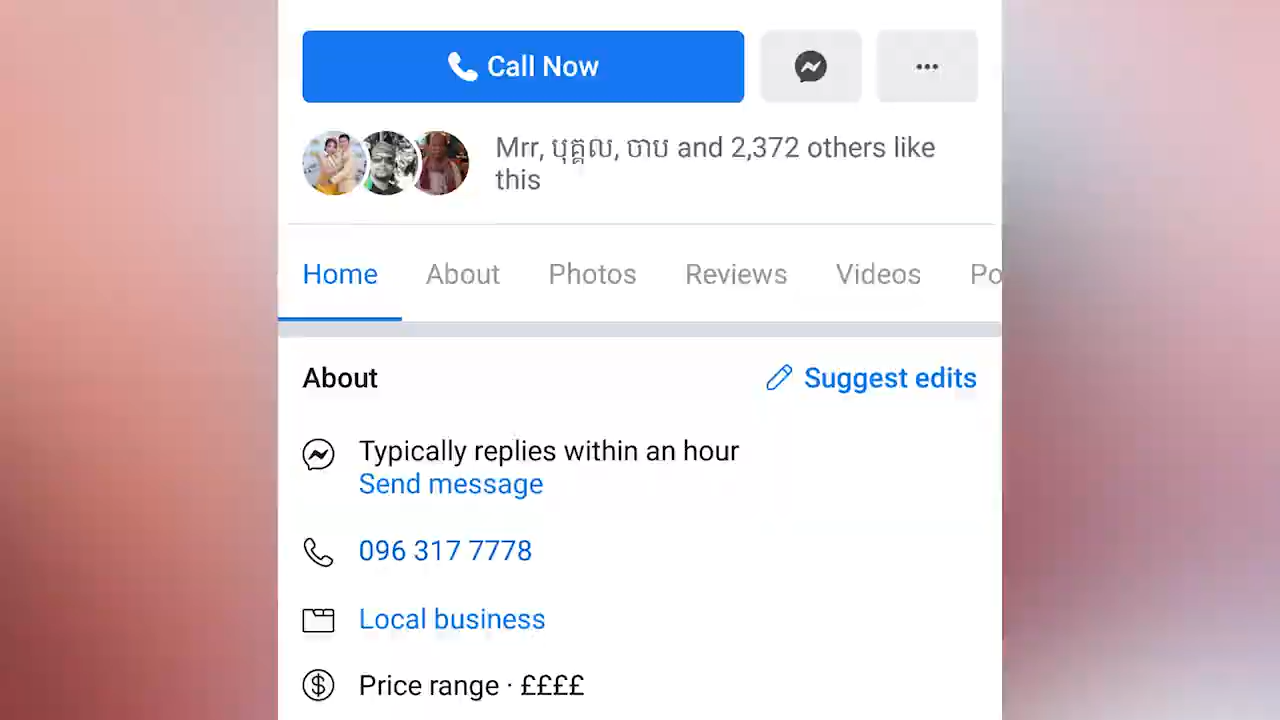 Call Now
Mrr, បុគ្គល, ចាប and 2,372 others like
this
Home About Photos Reviews Videos Po
About
Suggest edits
Typically replies within an hour
Send message
096 317 7778
Local business
Price range · ££££